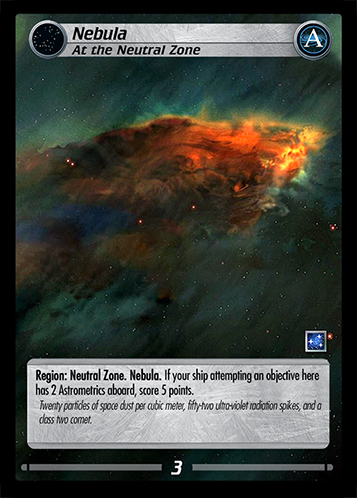 Nebula
At the Neutral Zone
A
Region: Neutral Zone. Nebula. If your ship attempting an objective here
has 2 Astrometrics aboard, score 5 points.
Twenty particles of space dust per cubic meter, fifty-two ultra-violet radiation spikes, and a
class two comet.
3